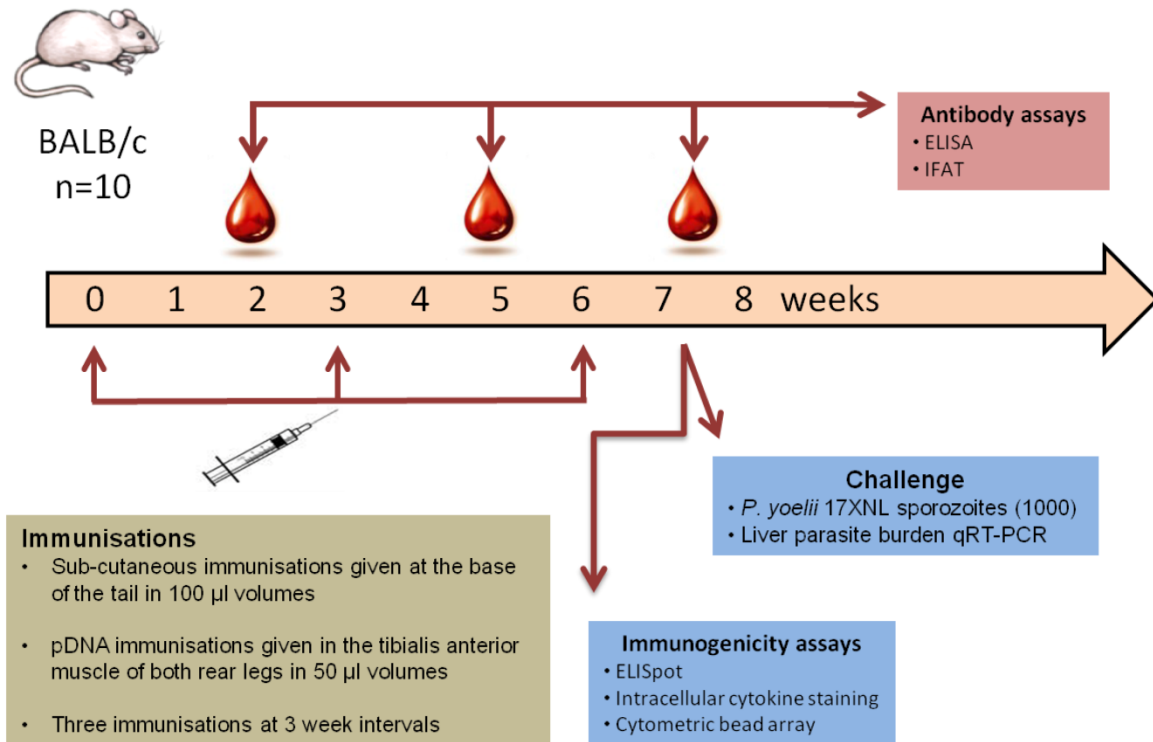 BALB/c
n=10
Antibody assays
• ELISA
• IFAT
0 1 2 3 4 5 6 7 8 weeks
Immunisations
• Sub-cutaneous immunisations given at the base
of the tail in 100 µl volumes
• pDNA immunisations given in the tibialis anterior
muscle of both rear legs in 50 µl volumes
• Three immunisations at 3 week intervals
Challenge
• P. yoelii 17XNL sporozoites (1000)
• Liver parasite burden qRT-PCR
Immunogenicity assays
• ELISpot
• Intracellular cytokine staining
• Cytometric bead array